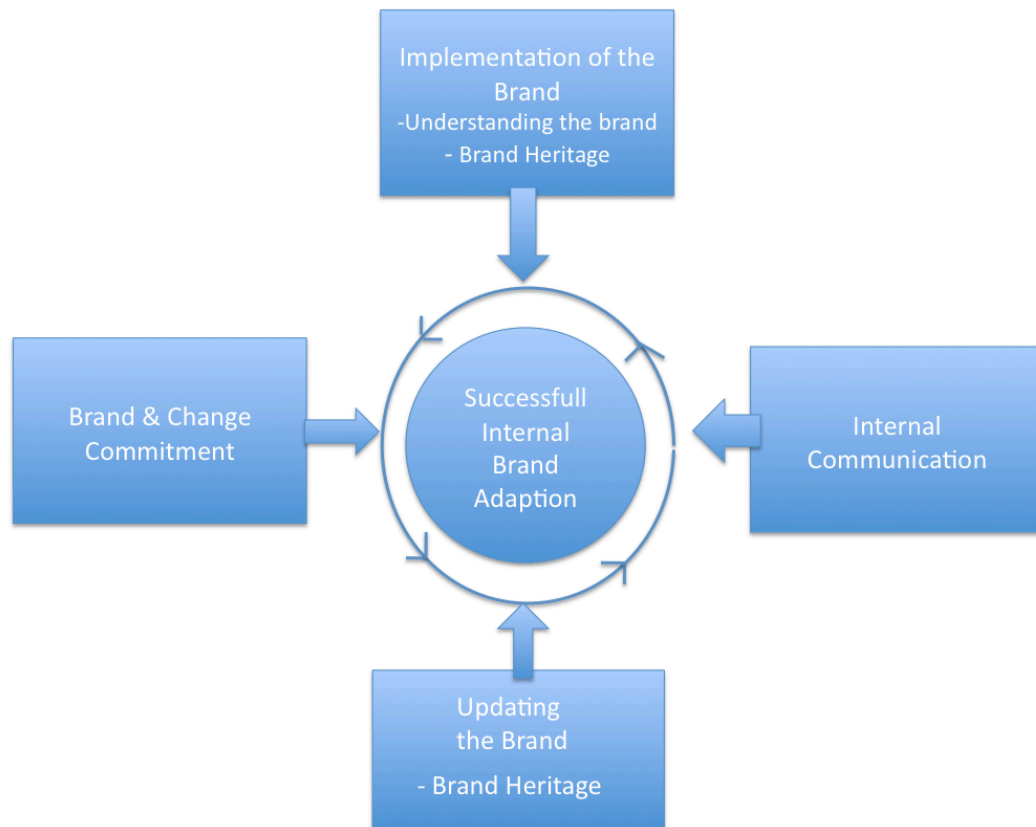 Implementation of the
Brand
-Understanding the brand
- Brand Heritage
Brand & Change
Commitment
Successfull
Internal
Brand
Adaption
Internal
Communication
Updating
the Brand
- Brand Heritage